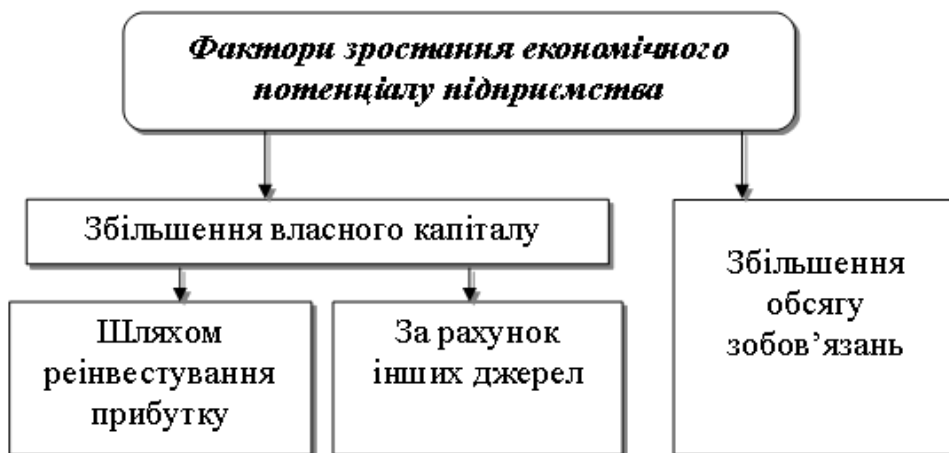 Фактори зростання економічного
потенціалу підприємства
Збільшення власного капіталу
Збільшення
обсягу
зобов’язань
Шляхом
реінвестування
прибутку
За рахунок
інших джерел